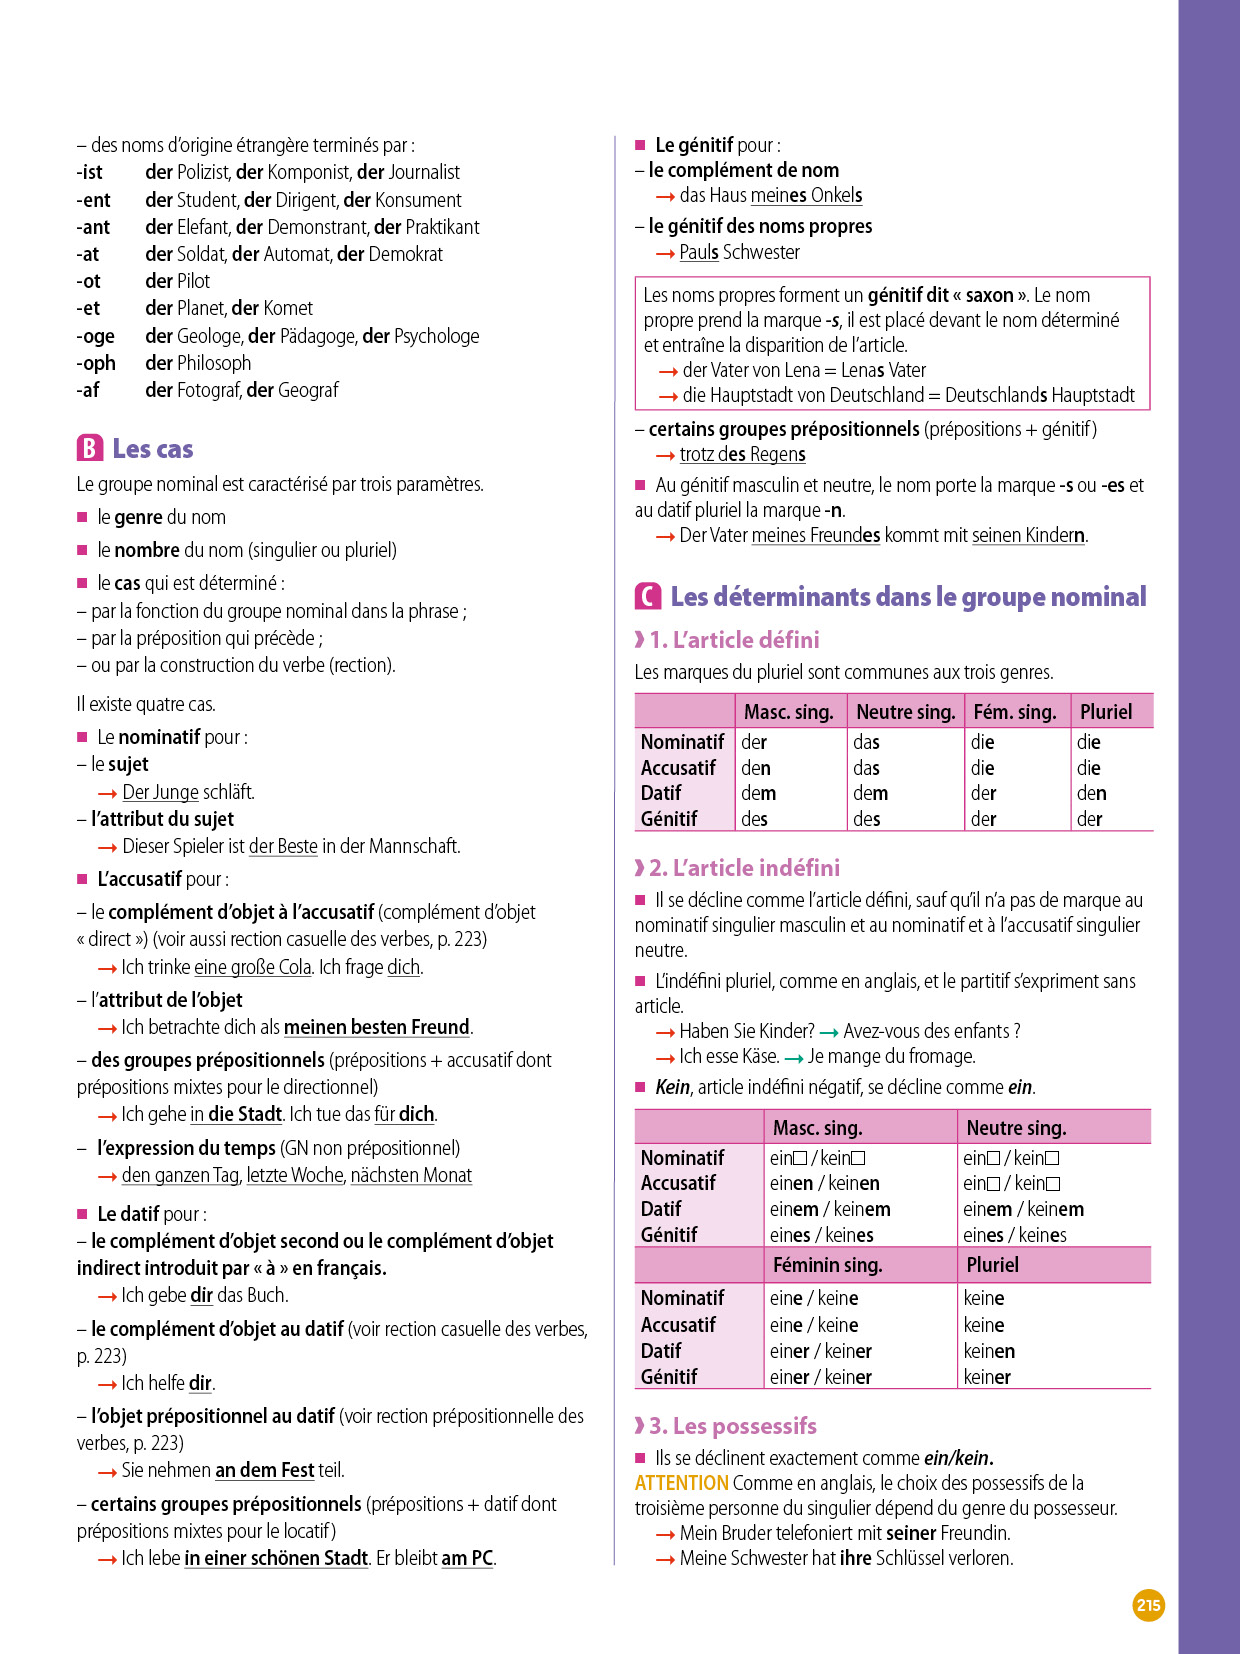 – des noms d’origine étrangère terminés par :
-ist der Polizist, der Komponist, der Journalist
-ent der Student, der Dirigent, der Konsument
-ant der Elefant, der Demonstrant, der Praktikant
-at der Soldat, der Automat, der Demokrat
-ot der Pilot
-et der Planet, der Komet
-oge der Geologe, der Pädagoge, der Psychologe
-oph der Philosoph
-af der Fotograf, der Geograf
B Les cas
Le groupe nominal est caractérisé par trois paramètres.
■ le genre du nom
■ le nombre du nom (singulier ou pluriel)
■ le cas qui est déterminé :
– par la fonction du groupe nominal dans la phrase ;
– par la préposition qui précède ;
– ou par la construction du verbe (rection).
Il existe quatre cas.
■ Le nominatif pour :
– le sujet
→ Der Junge schläft.
– l’attribut du sujet
→ Dieser Spieler ist der Beste in der Mannschaft.
■ L’accusatif pour :
– le complément d’objet à l’accusatif (complément d’objet
« direct ») (voir aussi rection casuelle des verbes, p. 223)
→ Ich trinke eine große Cola. Ich frage dich.
– l’attribut de l’objet
→ Ich betrachte dich als meinen besten Freund.
– des groupes prépositionnels (prépositions + accusatif dont
prépositions mixtes pour le directionnel)
→ Ich gehe in die Stadt. Ich tue das für dich.
– l’expression du temps (GN non prépositionnel)
→ den ganzen Tag, letzte Woche, nächsten Monat
■ Le datif pour :
– le complément d’objet second ou le complément d’objet
indirect introduit par « à » en français.
→ Ich gebe dir das Buch.
– le complément d’objet au datif (voir rection casuelle des verbes,
p. 223)
→ Ich helfe dir.
– l’objet prépositionnel au datif (voir rection prépositionnelle des
verbes, p. 223)
→ Sie nehmen an dem Fest teil.
– certains groupes prépositionnels (prépositions + datif dont
prépositions mixtes pour le locatif)
→ Ich lebe in einer schönen Stadt. Er bleibt am PC.
■ Le génitif pour :
– le complément de nom
→ das Haus meines Onkels
– le génitif des noms propres
→ Pauls Schwester
Les noms propres forment un génitif dit « saxon ». Le nom
propre prend la marque -s, il est placé devant le nom déterminé
et entraîne la disparition de l’article.
→ der Vater von Lena = Lenas Vater
→ die Hauptstadt von Deutschland = Deutschlands Hauptstadt
– certains groupes prépositionnels (prépositions + génitif)
→ trotz des Regens
■ Au génitif masculin et neutre, le nom porte la marque -s ou -es et
au datif pluriel la marque -n.
→ Der Vater meines Freundes kommt mit seinen Kindern.
C Les déterminants dans le groupe nominal
1. L’article défini
Les marques du pluriel sont communes aux trois genres.
Masc. sing. Neutre sing. Fém. sing. Pluriel
Nominatif der das die die
Accusatif den das die die
Datif dem dem der den
Génitif des des der der
2. L’article indéfini
■ Il se décline comme l’article défini, sauf qu’il n’a pas de marque au
nominatif singulier masculin et au nominatif et à l’accusatif singulier
neutre.
■ L’indéfini pluriel, comme en anglais, et le partitif s’expriment sans
article.
→ Haben Sie Kinder? → Avez-vous des enfants ?
→ Ich esse Käse. → Je mange du fromage.
■ Kein, article indéfini négatif, se décline comme ein.
Masc. sing. Neutre sing.
Nominatif ein□ / kein□ ein□ / kein□
Accusatif einen / keinen ein□ / kein□
Datif einem / keinem einem / keinem
Génitif eines / keines eines / keines
Féminin sing. Pluriel
Nominatif eine / keine keine
Accusatif eine / keine keine
Datif einer / keiner keinen
Génitif einer / keiner keiner
3. Les possessifs
■ Ils se déclinent exactement comme ein/kein.
ATTENTION Comme en anglais, le choix des possessifs de la
troisième personne du singulier dépend du genre du possesseur.
→ Mein Bruder telefoniert mit seiner Freundin.
→ Meine Schwester hat ihre Schlüssel verloren.
215